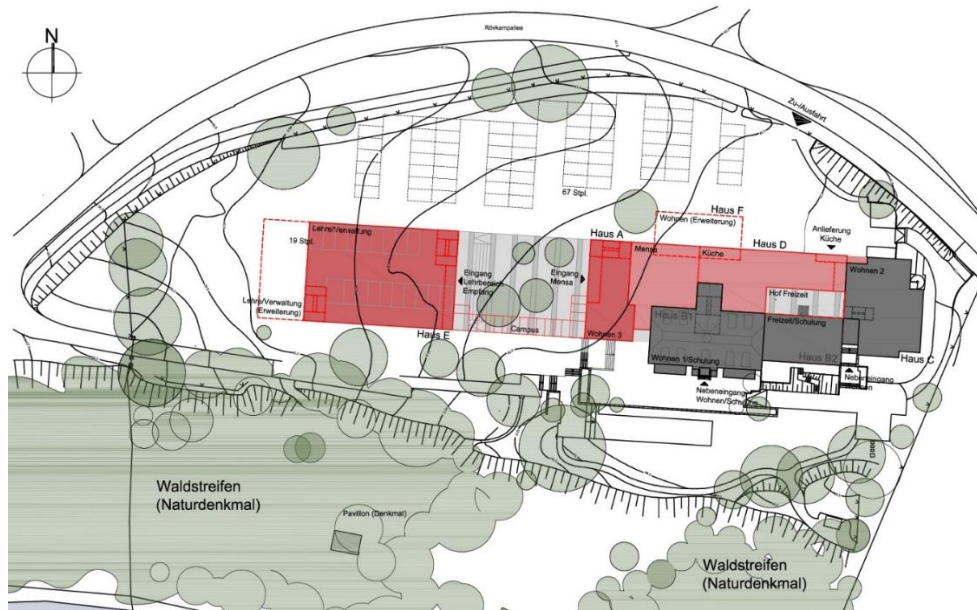 Rövkampallee
N
Zu-/Ausfahrt
67 Stpl.
Haus F
Wohnen (Erweiterung)
Anlieferung
Küche
Haus A
Lehre/Verwaltung
19 Stpl.
Mensa
Küche
Haus D
Wohnen 2
Eingang
Lehrbereich
Empfang
Eingang
Mensa
Hof Freizeit
Lehre/Verwaltung
(Erweiterung)
Haus B1
Freizeit/Schulung
Campus
Haus E
Wohnen 3
Wohnen 1/Schulung
Haus B2
Haus C
Nebeneingang
Nebeneingang
Waldstreifen
(Naturdenkmal)
Pavillon (Denkmal)
Waldstreifen
(Naturdenkmal)